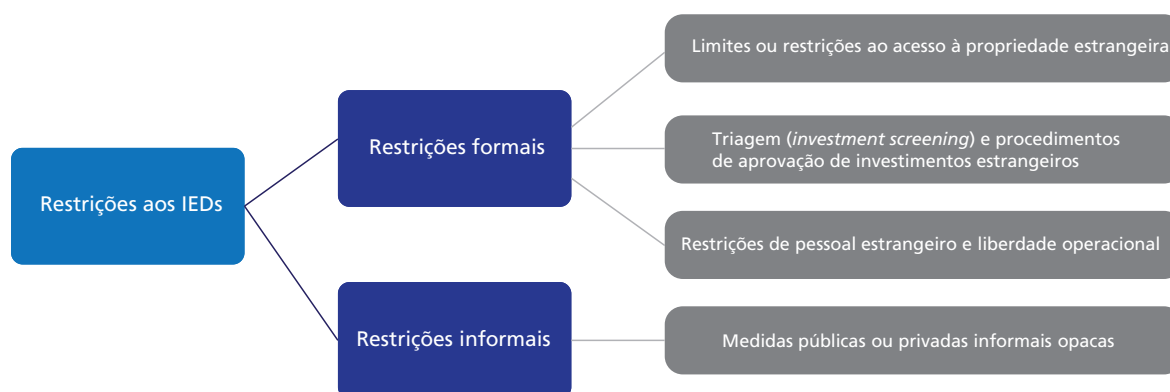 Restrições aos IEDs
Restrições formais
Limites ou restrições ao acesso à propriedade estrangeira
Triagem (investment screening) e procedimentos
de aprovação de investimentos estrangeiros
Restrições de pessoal estrangeiro e liberdade operacional
Restrições informais
Medidas públicas ou privadas informais opacas